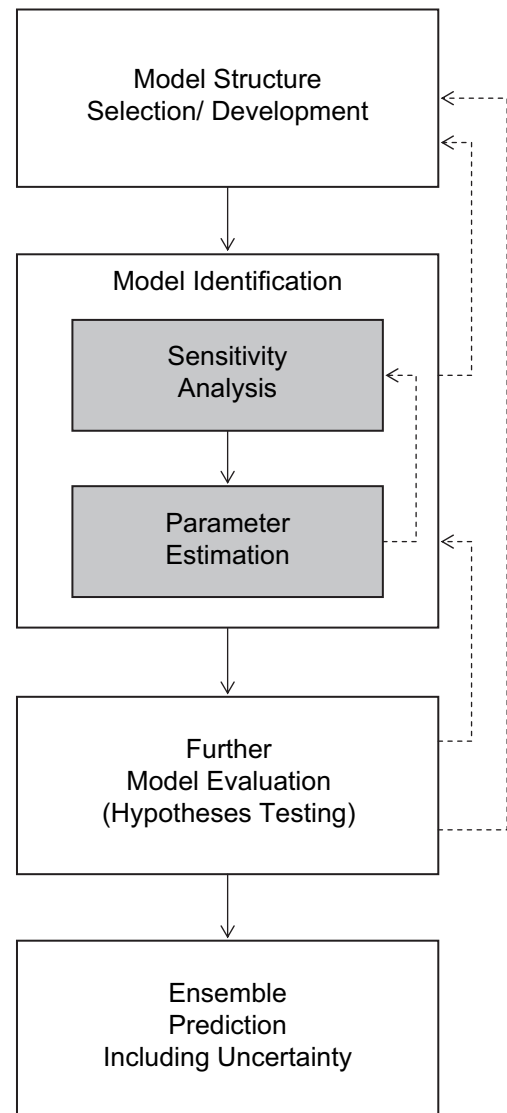 Model Structure
Selection/ Development
Model Identification
Sensitivity
Analysis
Parameter
Estimation
Further
Model Evaluation
(Hypotheses Testing)
Ensemble
Prediction
Including Uncertainty